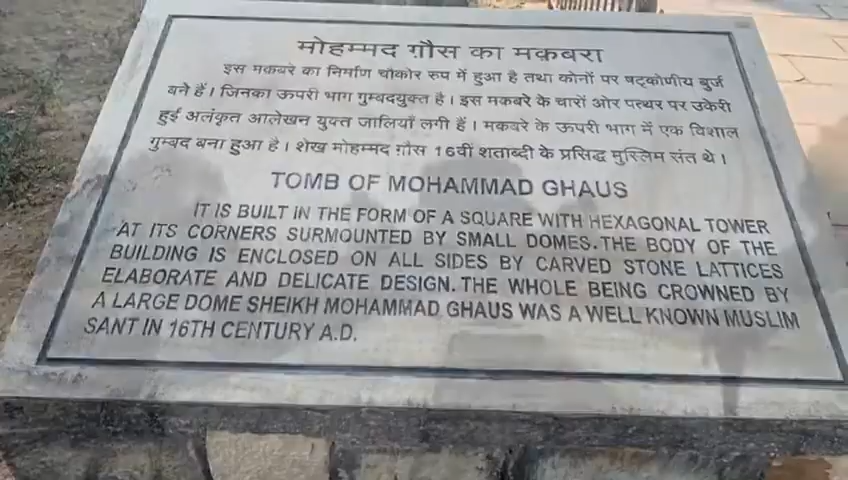 मोहम्मद ग़ौस का मक़बरा
इस मक़बरे का निर्माण चौकोर रुप में हुआ है तथा कोनों पर षट्कोणीय बुर्ज
बने हैं। जिनका ऊपरी भाग गुम्बदयुक्त है। इस मकबरे के चारों ओर पत्थर पर उकेरी
हुई अलंकृत आलेखन युक्त जालियाँ लगी हैं। मकबरे के ऊपरी भाग में एक विशाल
गुम्बद बना हुआ है। शेख मोहम्मद ग़ौस 16वीं शताब्दी के प्रसिद्ध मुस्लिम संत थे।
TOMB OF MOHAMMAD GHAUS
IT IS BUILT IN THE FORM OF A SQUARE WITH HEXAGONAL TOWER
AT ITS CORNERS SURMOUNTED BY SMALL DOMES. THE BODY OF THE
BUILDING IS ENCLOSED ON ALL SIDES BY CARVED STONE LATTICES
ELABORATE AND DELICATE DESIGN. THE WHOLE BEING CROWNED BY
A LARGE DOME SHEIKH MOHAMMAD GHAUS WAS A WELL KNOWN MUSLIM
SANT IN 16TH CENTURY A.D.